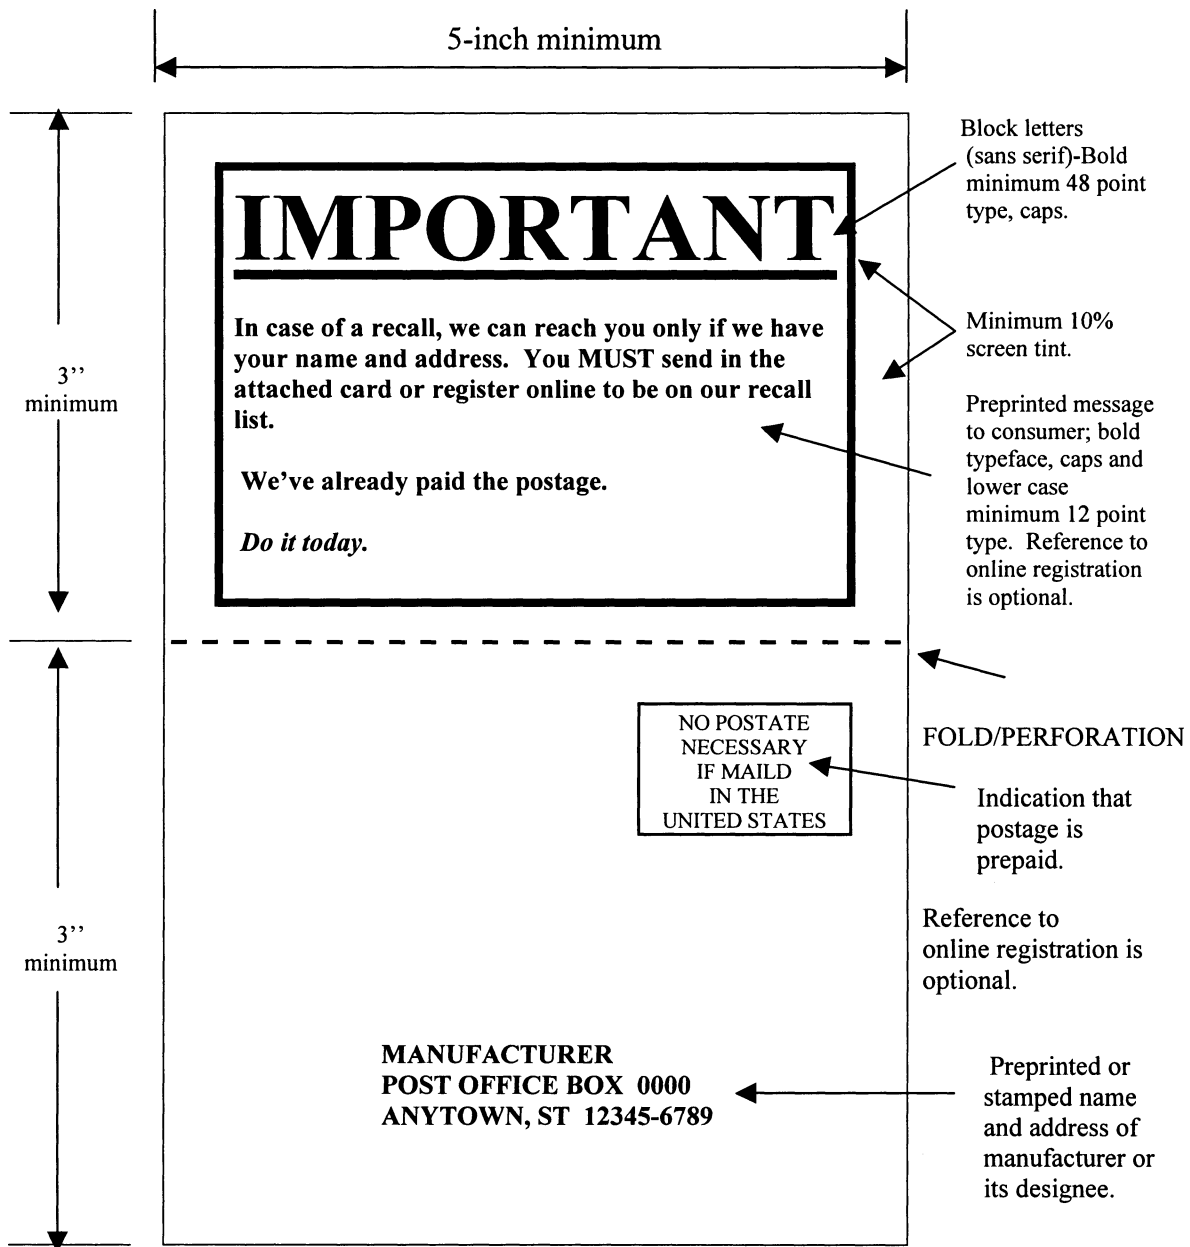 5-inch minimum
Block letters
(sans serif)-Bold
minimum 48 point
type, caps.
IMPORTANT
In case of a recall, we can reach you only if we have
your name and address.  You MUST send in the
attached card or register online to be on our recall
list.
We've already paid the postage.
Do it today.
3''
minimum
Minimum 10%
screen tint.
Preprinted message
to consumer; bold
typeface, caps and
lower case
minimum 12 point
type.  Reference to
online registration
is optional.
NO POSTATE
NECESSARY
IF MAILD
IN THE
UNITED STATES
FOLD/PERFORATION
Indication that
postage is
prepaid.
3''
minimum
Reference to
online registration is
optional.
MANUFACTURER
POST OFFICE BOX  0000
ANYTOWN, ST  12345-6789
Preprinted or
stamped name
and address of
manufacturer or
its designee.